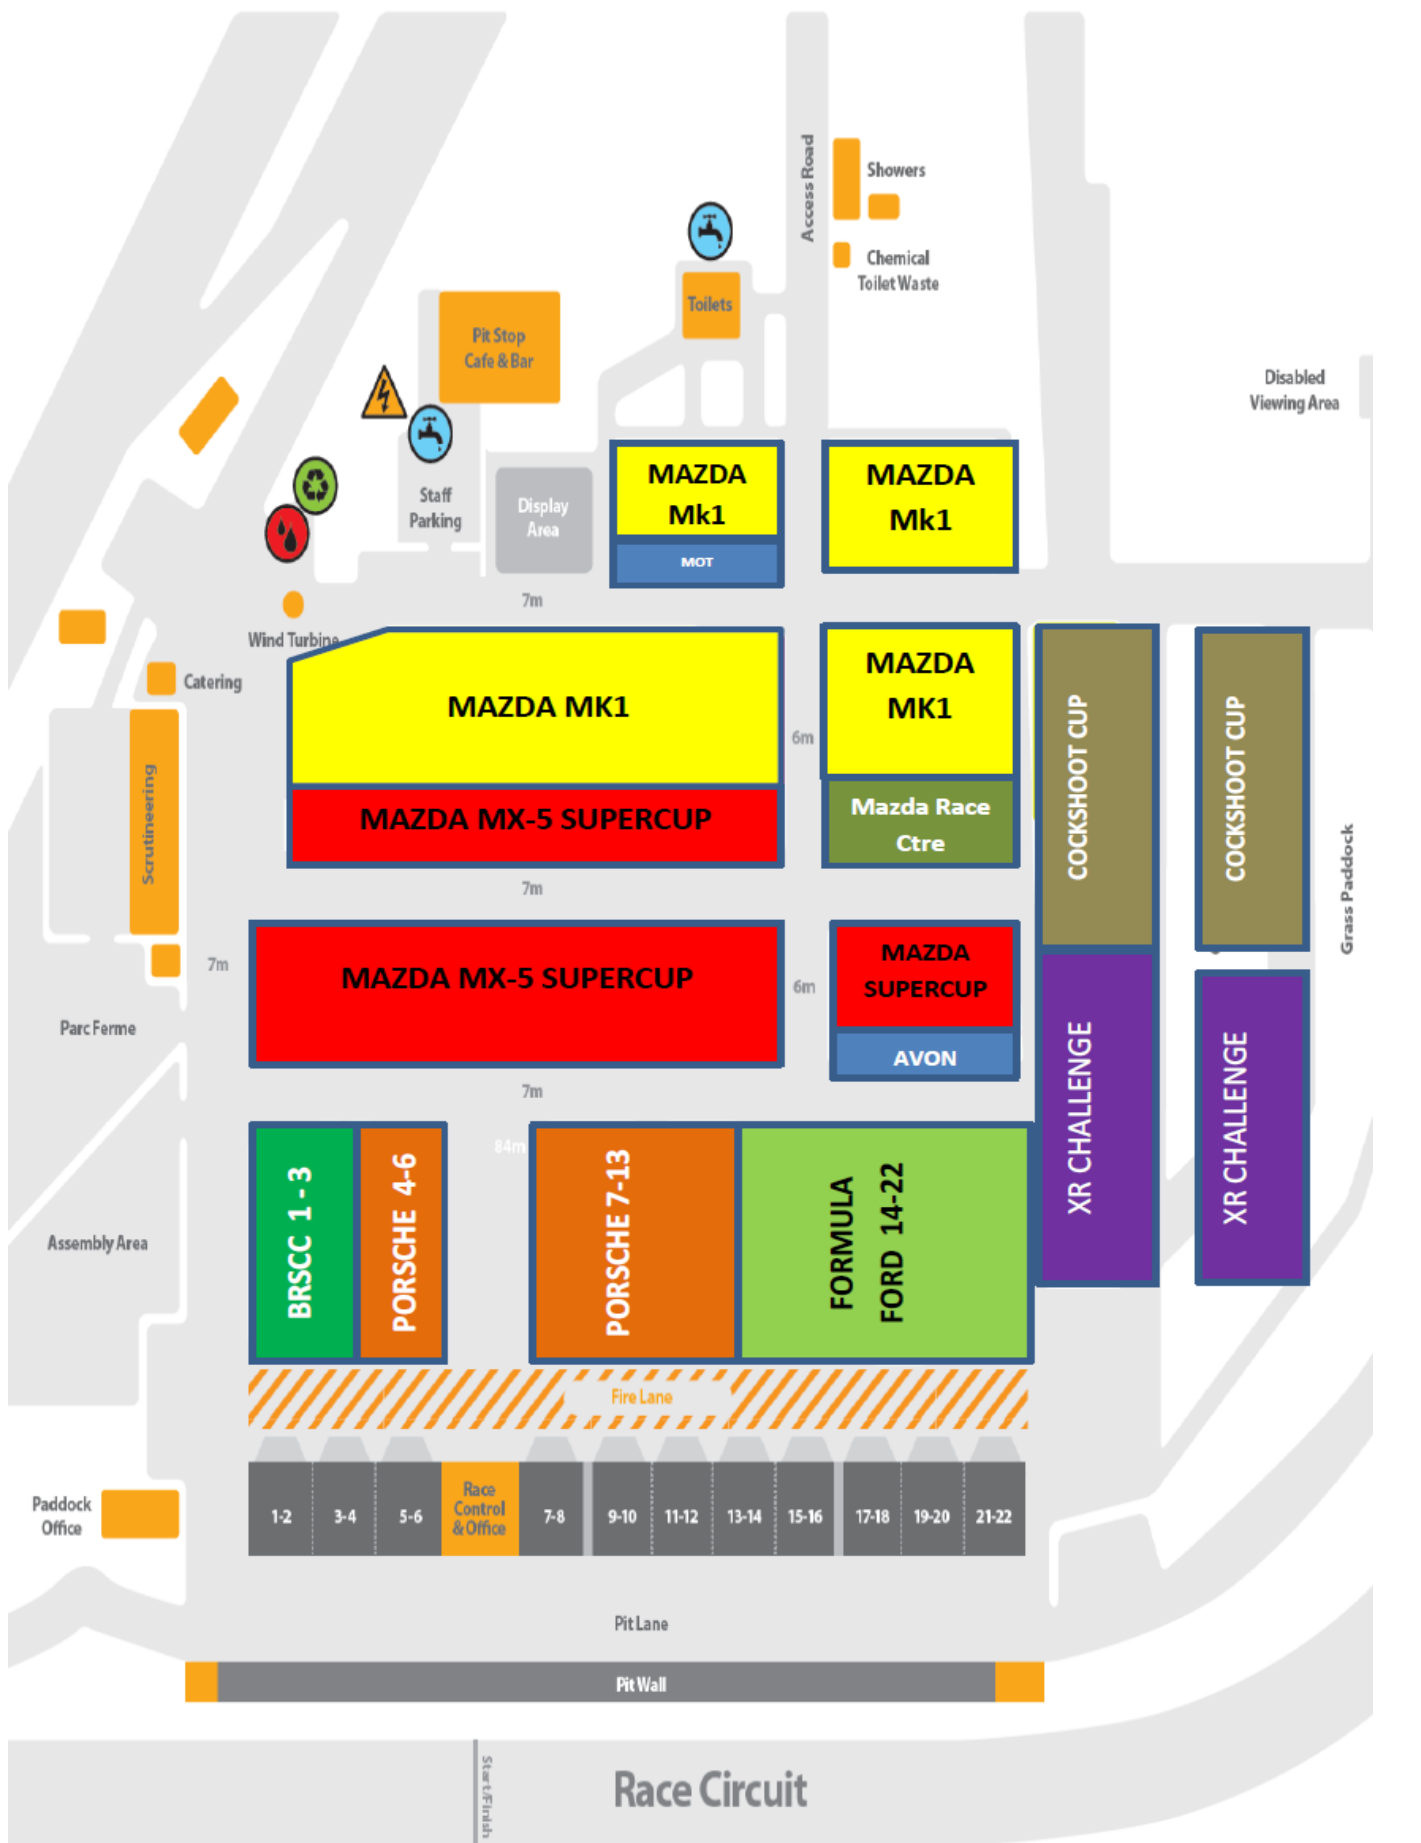 Access Road
Showers
Chemical
Toilet Waste
Toilets
Pit Stop
Cafe & Bar
Disabled
Viewing Area
Staff
Parking
Display
Area
MAZDA
Mk1
MOT
MAZDA
Mk1
7m
Wind Turbine
Catering
Scrutineering
MAZDA MK1
MAZDA MX-5 SUPERCUP
6m
MAZDA
MK1
Mazda Race
Ctre
COCKSHOOT CUP
COCKSHOOT CUP
Grass Paddock
7m
7m
MAZDA MX-5 SUPERCUP
6m
MAZDA
SUPERCUP
AVON
Parc Ferme
XR CHALLENGE
XR CHALLENGE
7m
84m
Assembly Area
BRSCC 1 - 3
PORSCHE 4-6
PORSCHE 7-13
FORMULA
FORD 14-22
Fire Lane
Paddock
Office
1-2
3-4
5-6
Race
Control
& Office
7-8
9-10
11-12
13-14
15-16
17-18
19-20
21-22
Pit Lane
Pit Wall
Start/Finish
Race Circuit